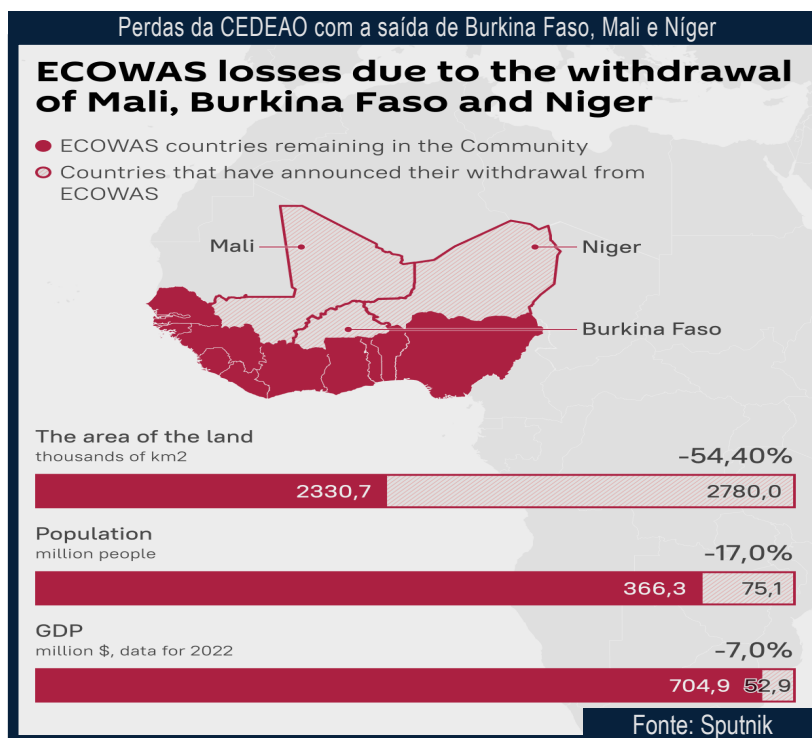 Perdas da CEDEAO com a saída de Burkina Faso, Mali e Níger
ECOWAS losses due to the withdrawal
of Mali, Burkina Faso and Niger
ECOWAS countries remaining in the Community
Countries that have announced their withdrawal from
ECOWAS
Mali
Niger
Burkina Faso
The area of the land
thousands of km2
-54,40%
2330,7
2780,0
Population
million people
-17,0%
366,3
75,1
GDP
million $, data for 2022
-7,0%
704,9
52,9
Fonte: Sputnik